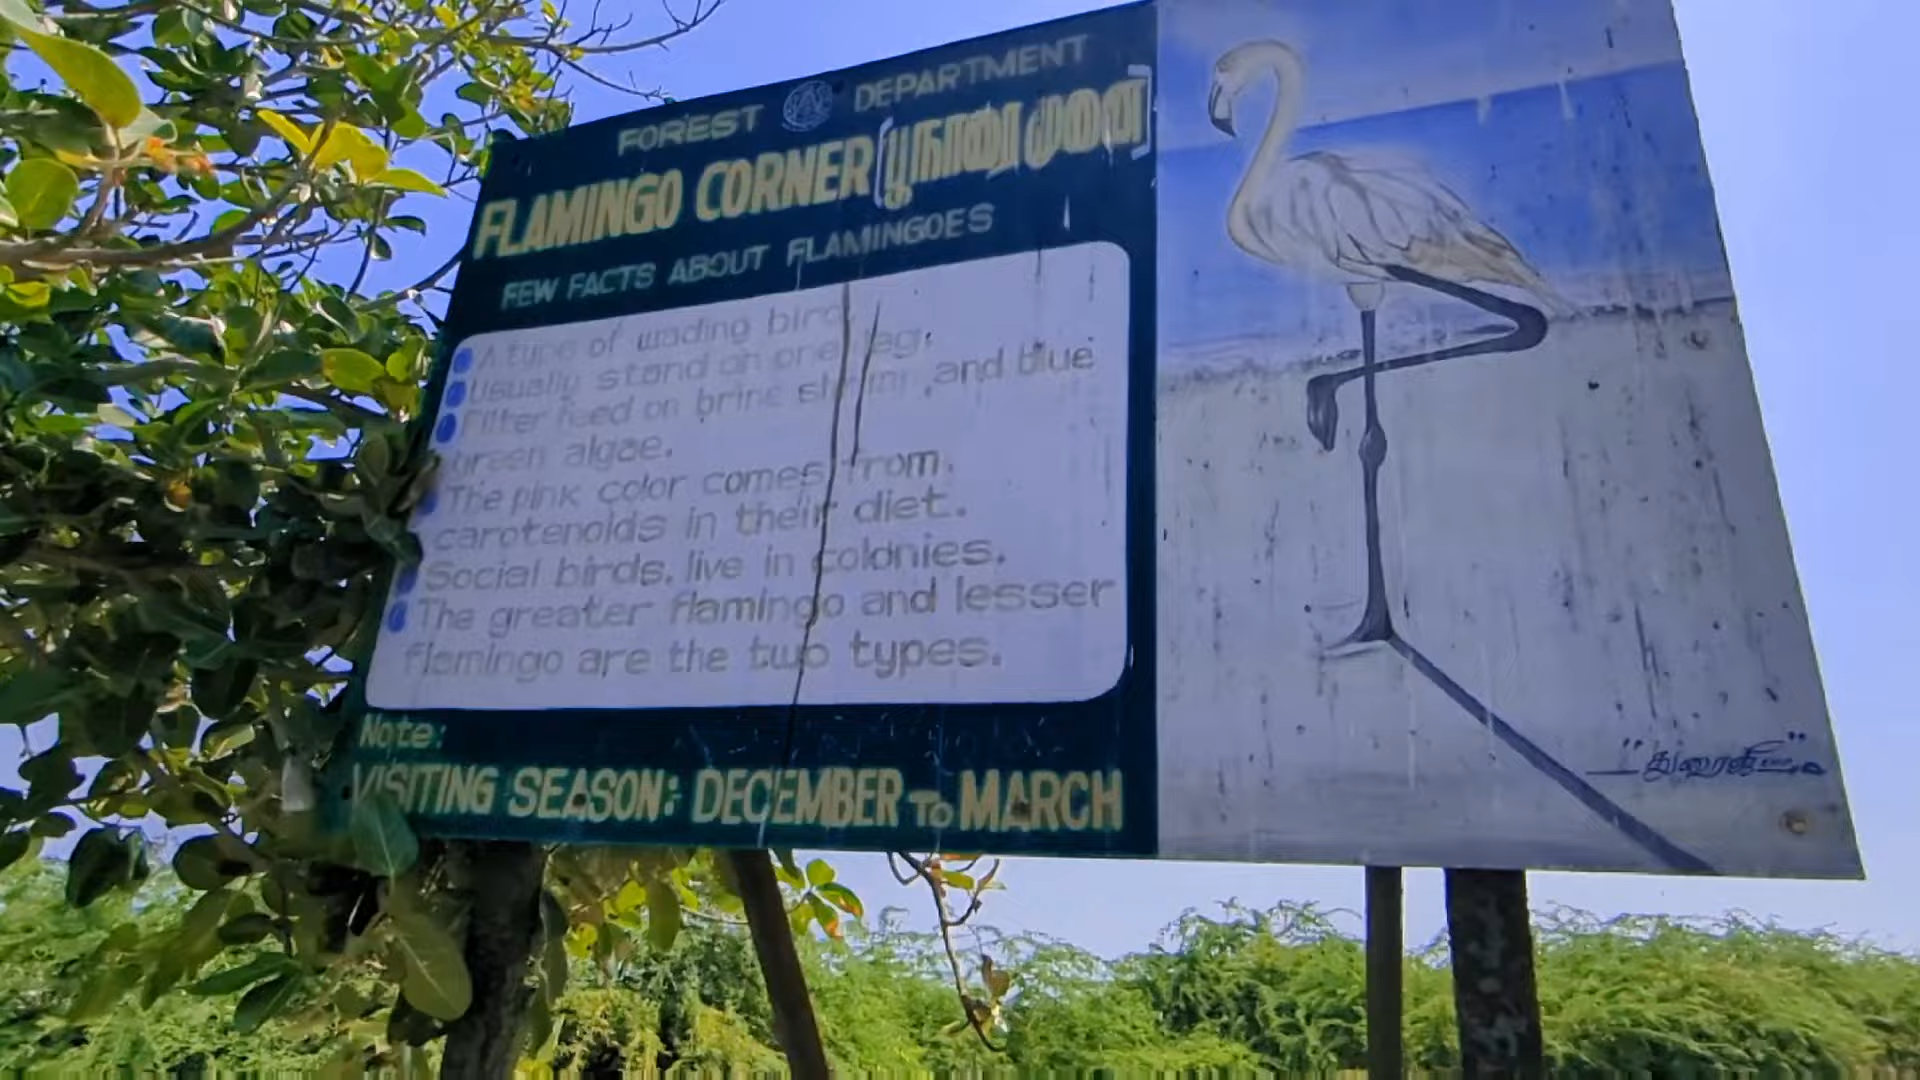 FOREST DEPARTMENT
FLAMINGO CORNER
FEW FACTS ABOUT FLAMINGOES
A type of wading bird.
Usually stand on one leg.
Filter feed on brine shrimp, and blue
green algae.
The pink color comes from
carotenoids in their diet.
Social birds. live in colonies.
The greater flamingo and lesser
flamingo are the two types.
Note:
VISITING SEASON: DECEMBER TO MARCH